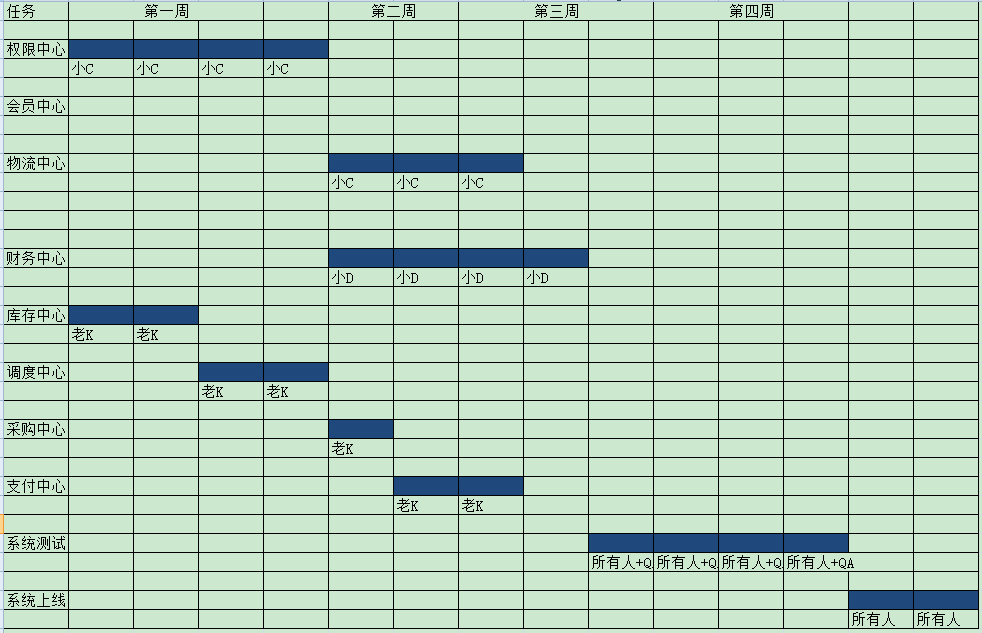 任务 第一周 第二周 第三周 第四周
权限中心
小C 小C 小C 小C
会员中心
物流中心
小C 小C 小C
财务中心
小D 小D 小D 小D
库存中心
老K 老K
调度中心
老K 老K
采购中心
老K
支付中心
老K 老K
系统测试
所有人+Q 所有人+Q 所有人+Q 所有人+QA
系统上线
所有人 所有人